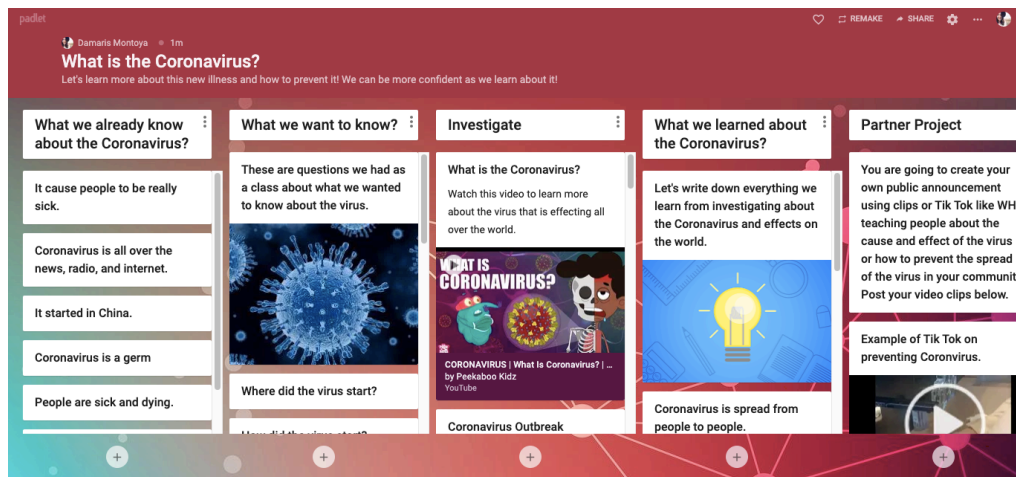 padlet
REMAKE
SHARE
Damaris Montoya
1m
What is the Coronavirus?
Let's learn more about this new illness and how to prevent it! We can be more confident as we learn about it!
What we already know
about the Coronavirus?
It cause people to be really
sick.
Coronavirus is all over the
news, radio, and internet.
It started in China.
Coronavirus is a germ
People are sick and dying.
What we want to know?
These are questions we had as
a class about what we wanted
to know about the virus.
Where did the virus start?
How did the virus start?
Investigate
What is the Coronavirus?
Watch this video to learn more
about the virus that is effecting all
over the world.
WHAT IS
CORONAVIRUS?
CORONAVIRUS | What Is Coronavirus? | ...
by Peekaboo Kidz
YouTube
Coronavirus Outbreak
What we learned about
the Coronavirus?
Let's write down everything we
learn from investigating about
the Coronavirus and effects on
the world.
Coronavirus is spread from
people to people.
Partner Project
You are going to create your
own public announcement
using clips or Tik Tok like WH
teaching people about the
cause and effect of the virus
or how to prevent the spread
of the virus in your communit
Post your video clips below.
Example of Tik Tok on
preventing Coronvirus.